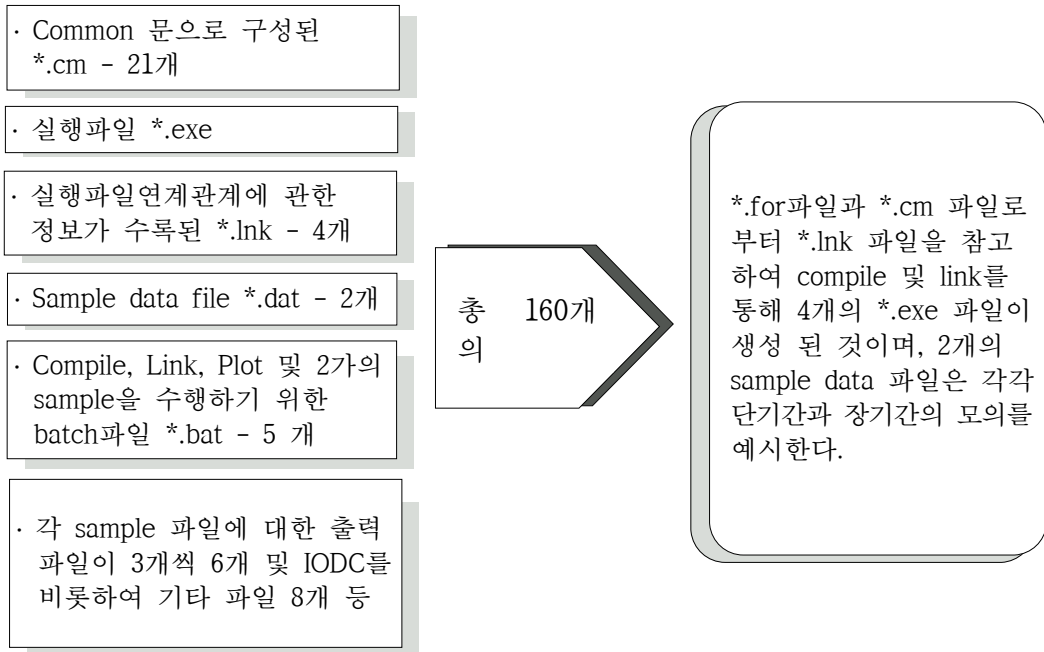 · Common 문으로 구성된
*.cm - 21개
· 실행파일 *.exe
· 실행파일연계관계에 관한
정보가 수록된 *.lnk - 4개
· Sample data file *.dat - 2개
· Compile, Link, Plot 및 2가의
sample을 수행하기 위한
batch파일 *.bat - 5 개
· 각 sample 파일에 대한 출력
파일이 3개씩 6개 및 IODC를
비롯하여 기타 파일 8개 등
총 160개
의
*.for파일과 *.cm 파일로
부터 *.lnk 파일을 참고
하여 compile 및 link를
통해 4개의 *.exe 파일이
생성 된 것이며, 2개의
sample data 파일은 각각
단기간과 장기간의 모의를
예시한다.